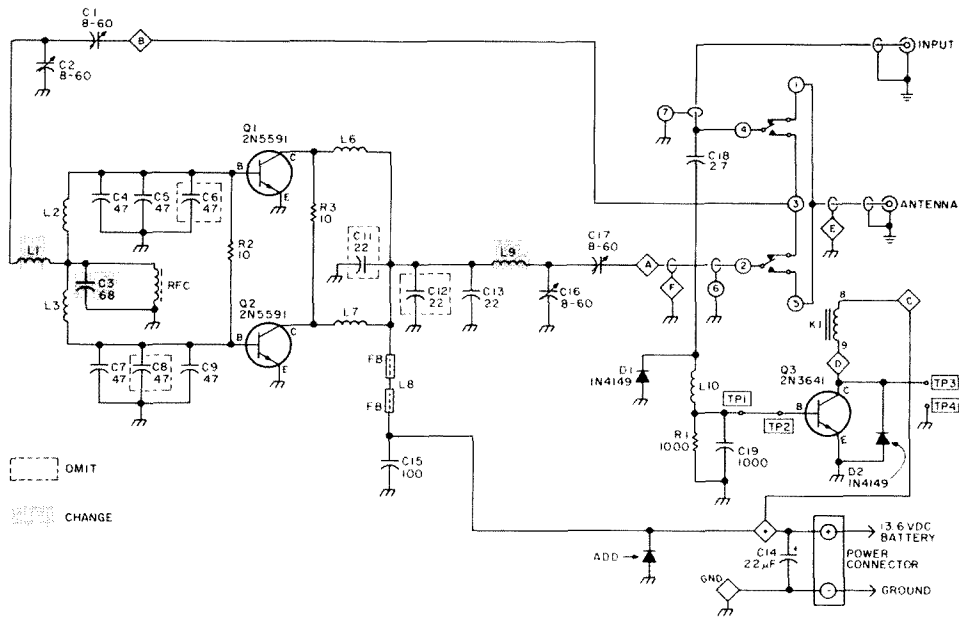 C1
8-60
B
C2
8-60
INPUT
7
1
4
C18
27
Q1
2N5591
B
C
E
L6
C4
47
C5
47
C6
47
L2
R3
10
R2
10
3
ANTENNA
E
C11
22
C17
8-60
L1
C3
68
RFC
L9
A
F
6
2
5
C12
22
C13
22
C16
8-60
L3
Q2
2N5591
B
C
E
L7
C7
47
C8
47
C9
47
FB
L8
FB
K1
8
9
C
D
D1
1N4149
L10
Q3
2N3641
B
C
E
TP1
TP2
TP3
TP4
R1
1000
C19
1000
D2
1N4149
C15
100
OMIT
CHANGE
ADD
+
C14
22µF
+
+
13.6VDC
BATTERY
POWER
CONNECTOR
GND
-
GROUND